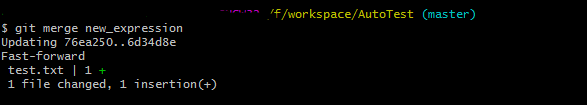 /f/workspace/AutoTest (master)
$ git merge new_expression
Updating 76ea250..6d34d8e
Fast-forward
test.txt | 1 +
1 file changed, 1 insertion(+)